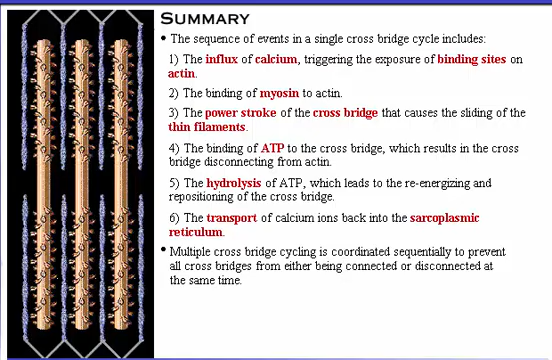 SUMMARY
• The sequence of events in a single cross bridge cycle includes:
1) The influx of calcium, triggering the exposure of binding sites on
actin.
2) The binding of myosin to actin.
3) The power stroke of the cross bridge that causes the sliding of the
thin filaments.
4) The binding of ATP to the cross bridge, which results in the cross
bridge disconnecting from actin.
5) The hydrolysis of ATP, which leads to the re-energizing and
repositioning of the cross bridge.
6) The transport of calcium ions back into the sarcoplasmic
reticulum.
• Multiple cross bridge cycling is coordinated sequentially to prevent
all cross bridges from either being connected or disconnected at
the same time.